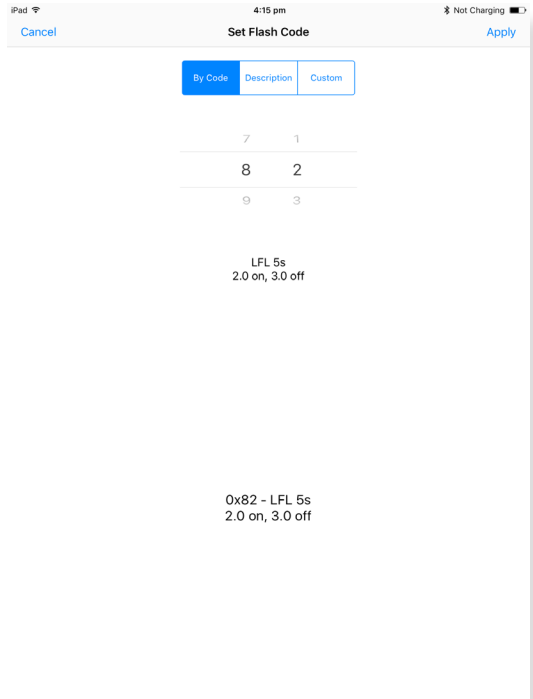 iPad 4:15 pm Not Charging
Cancel Set Flash Code Apply
By Code Description Custom
7 1
8 2
9 3
LFL 5s
2.0 on, 3.0 off
0x82 - LFL 5s
2.0 on, 3.0 off